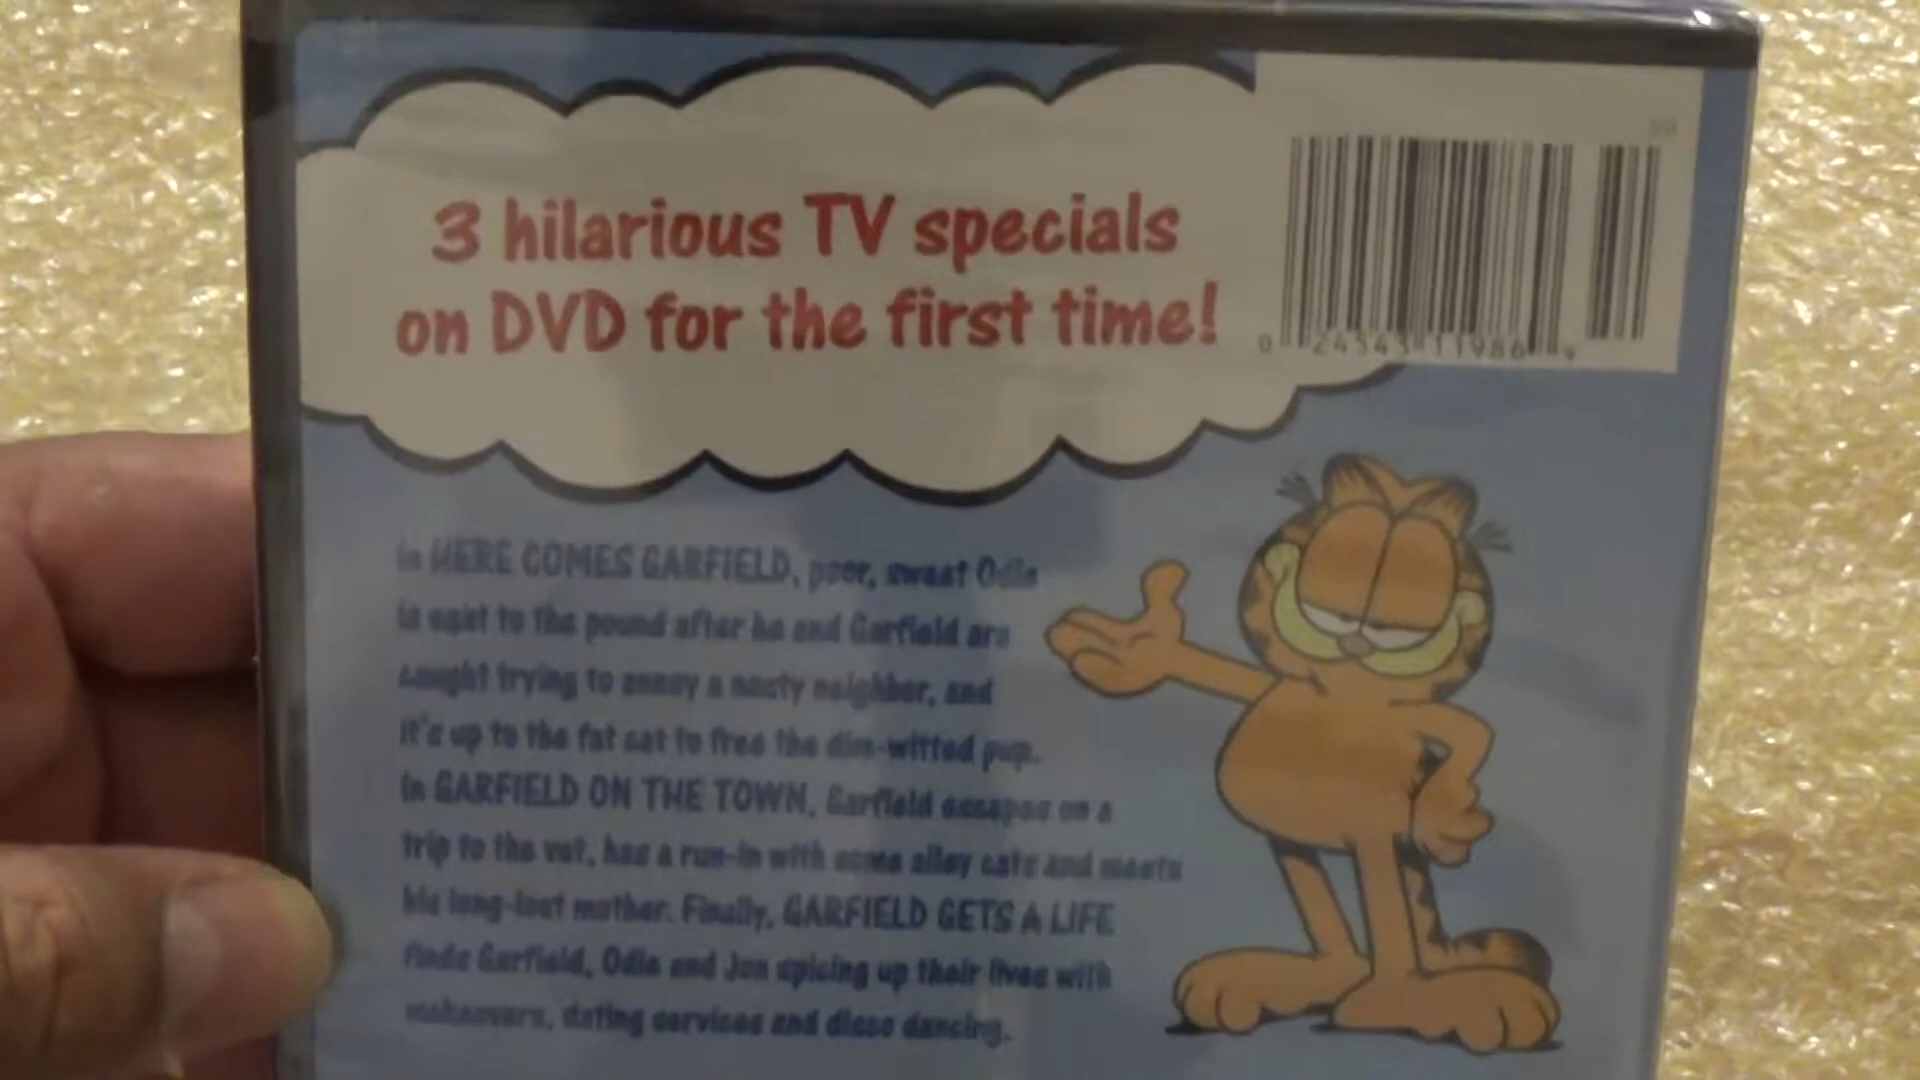 3 hilarious TV specials
on DVD for the first time!
0 24543 11986 9
In HERE COMES GARFIELD, poor, sweet Odie
is sent to the pound after he and Garfield are
caught trying to annoy a nasty neighbor, and
it's up to the fat cat to free the dim-witted pup.
In GARFIELD ON THE TOWN, Garfield escapes on a
trip to the vet, has a run-in with some alley cats and meets
his long-lost mother. Finally, GARFIELD GETS A LIFE
finds Garfield, Odie and Jon spicing up their lives with
makeovers, dating services and disco dancing.